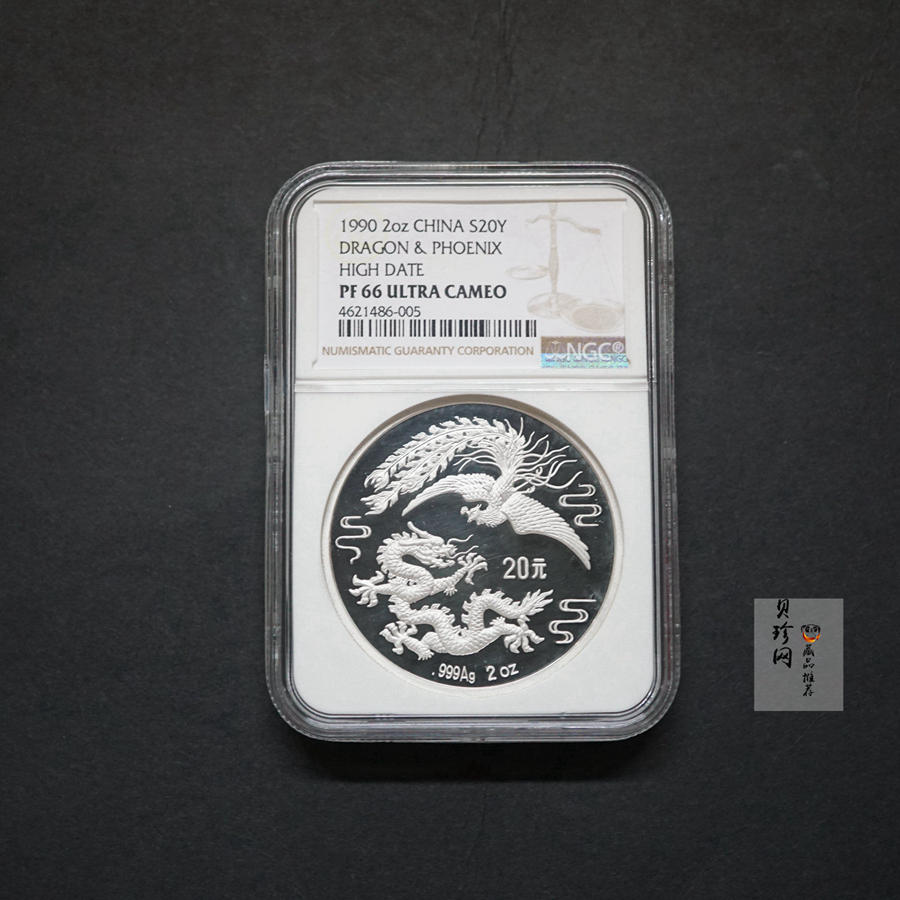 1990 2oz CHINA S20Y
DRAGON & PHOENIX
HIGH DATE
PF 66 ULTRA CAMEO
4621486-005
NUMISMATIC GUARANTY CORPORATION
NGC®
20元
.999Ag 2 oz
贝珍网
藏品推荐